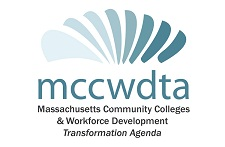 mccwdta
Massachusetts Community Colleges
& Workforce Development
Transformation Agenda